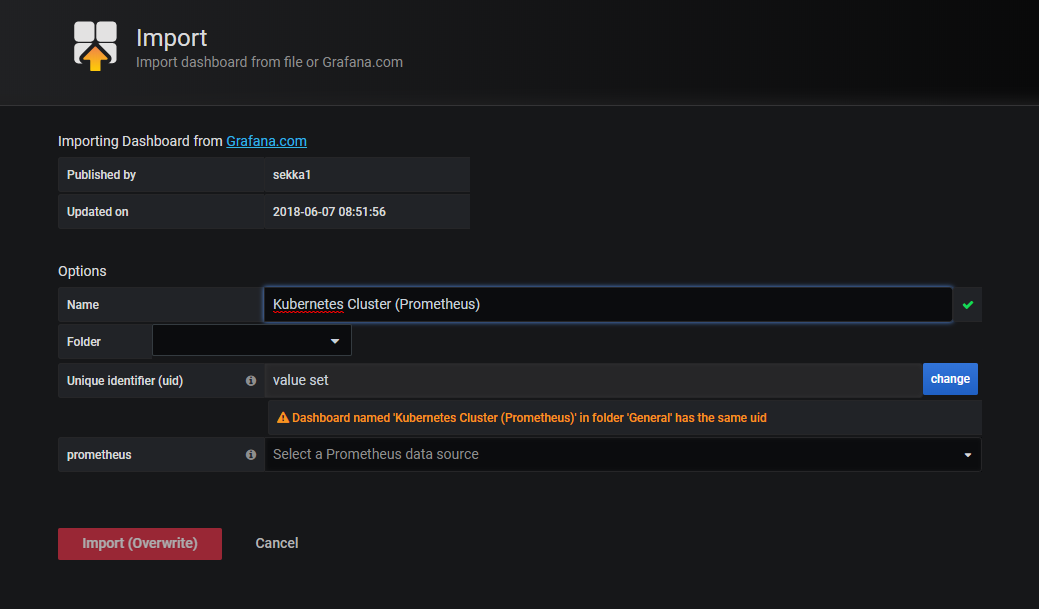 Import
Import dashboard from file or Grafana.com
Importing Dashboard from Grafana.com
Published by sekka1
Updated on 2018-06-07 08:51:56
Options
Name Kubernetes Cluster (Prometheus)
Folder
Unique identifier (uid) value set change
Dashboard named 'Kubernetes Cluster (Prometheus)' in folder 'General' has the same uid
prometheus Select a Prometheus data source
Import (Overwrite) Cancel